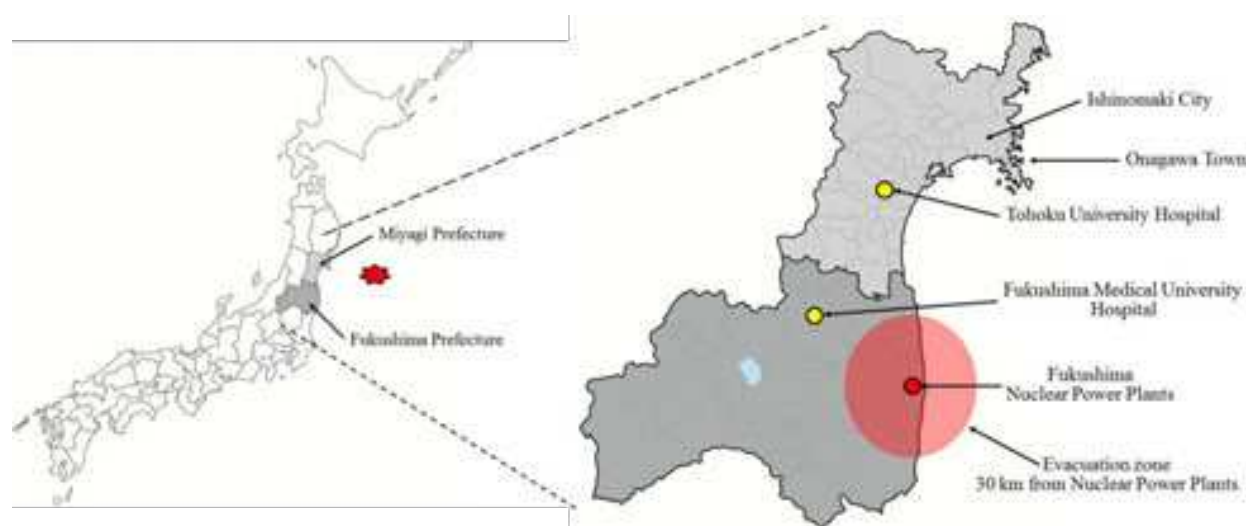 Miyagi Prefecture
Fukushima Prefecture
Ishinomaki City
Onagawa Town
Tohoku University Hospital
Fukushima Medical University
Hospital
Fukushima
Nuclear Power Plants
Evacuation zone
30 km from Nuclear Power Plants